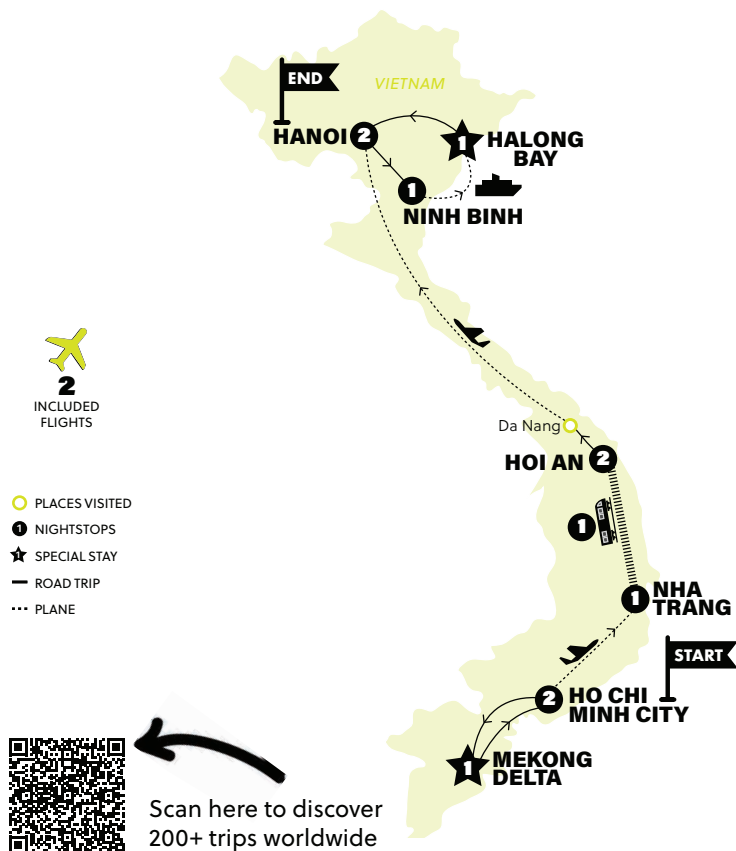 END
VIETNAM
HANOI 2
1 HALONG
BAY
1
NINH BINH
2
INCLUDED
FLIGHTS
Da Nang
HOI AN 2
1
PLACES VISITED
1 NIGHTSTOPS
1 SPECIAL STAY
ROAD TRIP
PLANE
1 NHA
TRANG
START
2 HO CHI
MINH CITY
1 MEKONG
DELTA
Scan here to discover
200+ trips worldwide